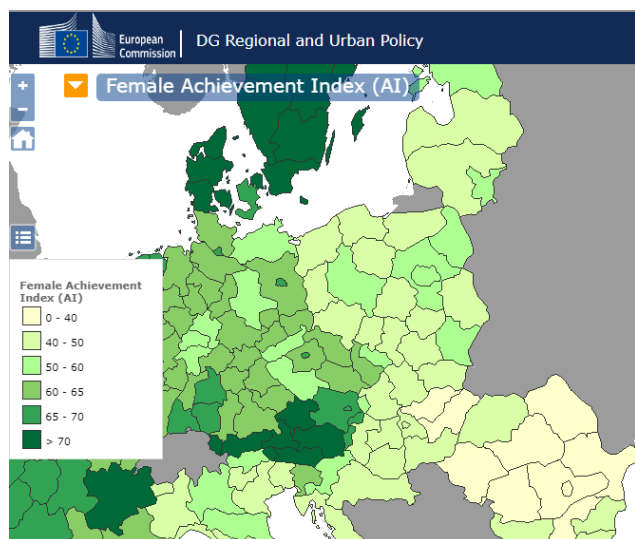 European
Commission
DG Regional and Urban Policy
+
Female Achievement Index (AI)
-
Female Achievement
Index (AI)
0 - 40
40 - 50
50 - 60
60 - 65
65 - 70
> 70